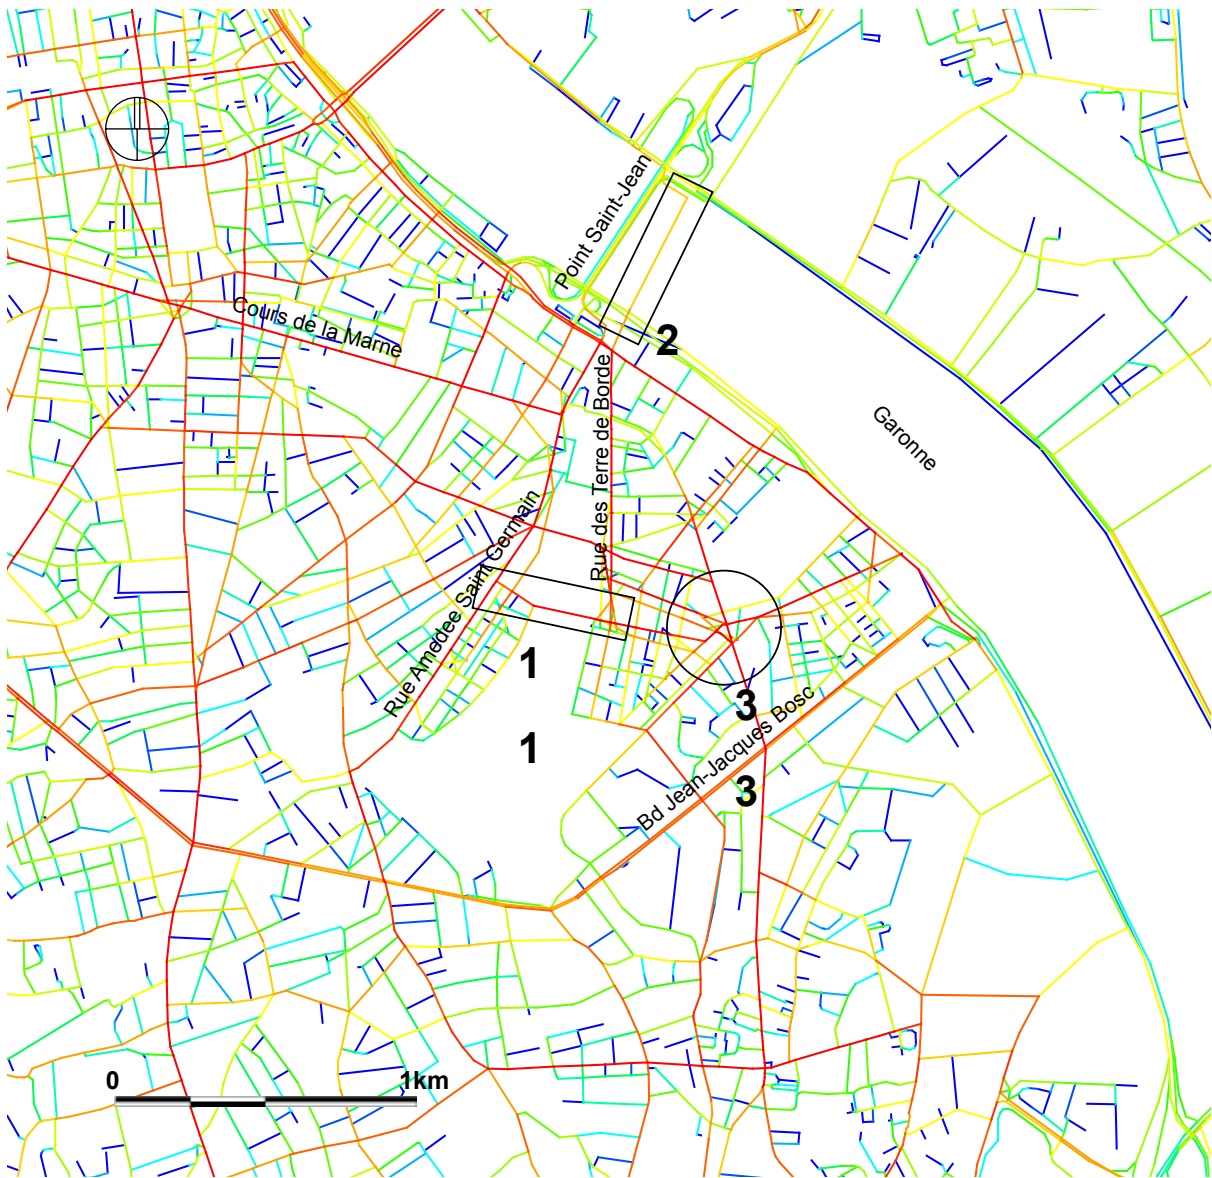 Point Saint-Jean
Cours de la Marne
2
Rue des Terre de Borde
Garonne
Rue Amedee Saint Germain
1
3
Bd Jean-Jacques Bosc
1
3
0
1km